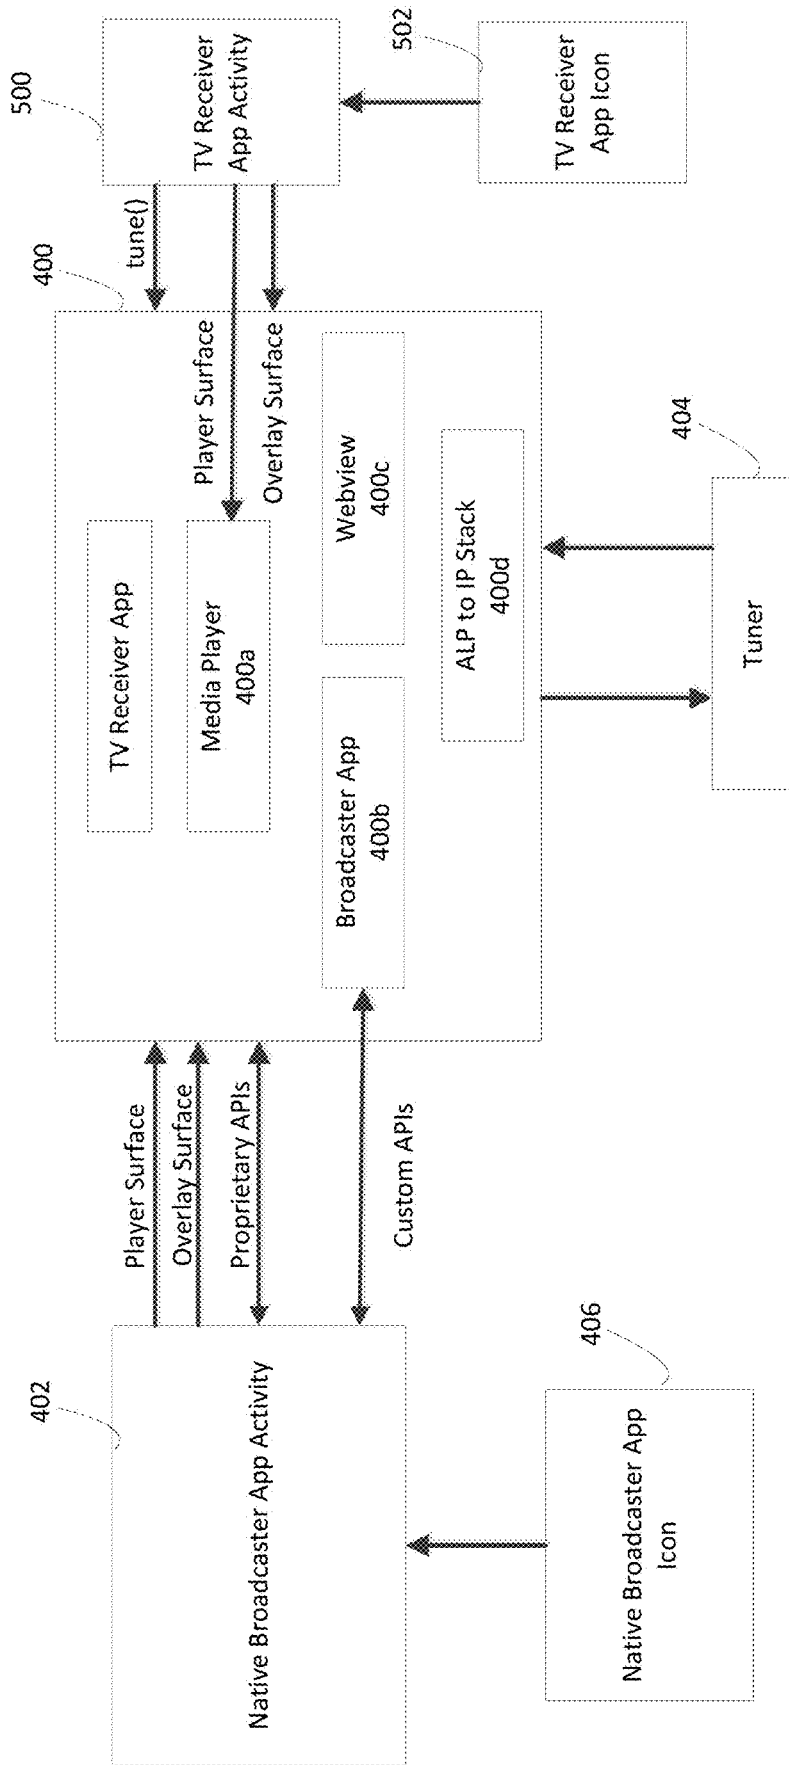 402
Native Broadcaster App Activity
Native Broadcaster App
Icon
406
Player Surface
Overlay Surface
Proprietary APIs
Custom APIs
400
TV Receiver App
Media Player
400a
Broadcaster App
400b
Webview
400c
ALP to IP Stack
400d
Player Surface
Overlay Surface
tune()
Tuner
404
500
TV Receiver
App Activity
502
TV Receiver
App Icon